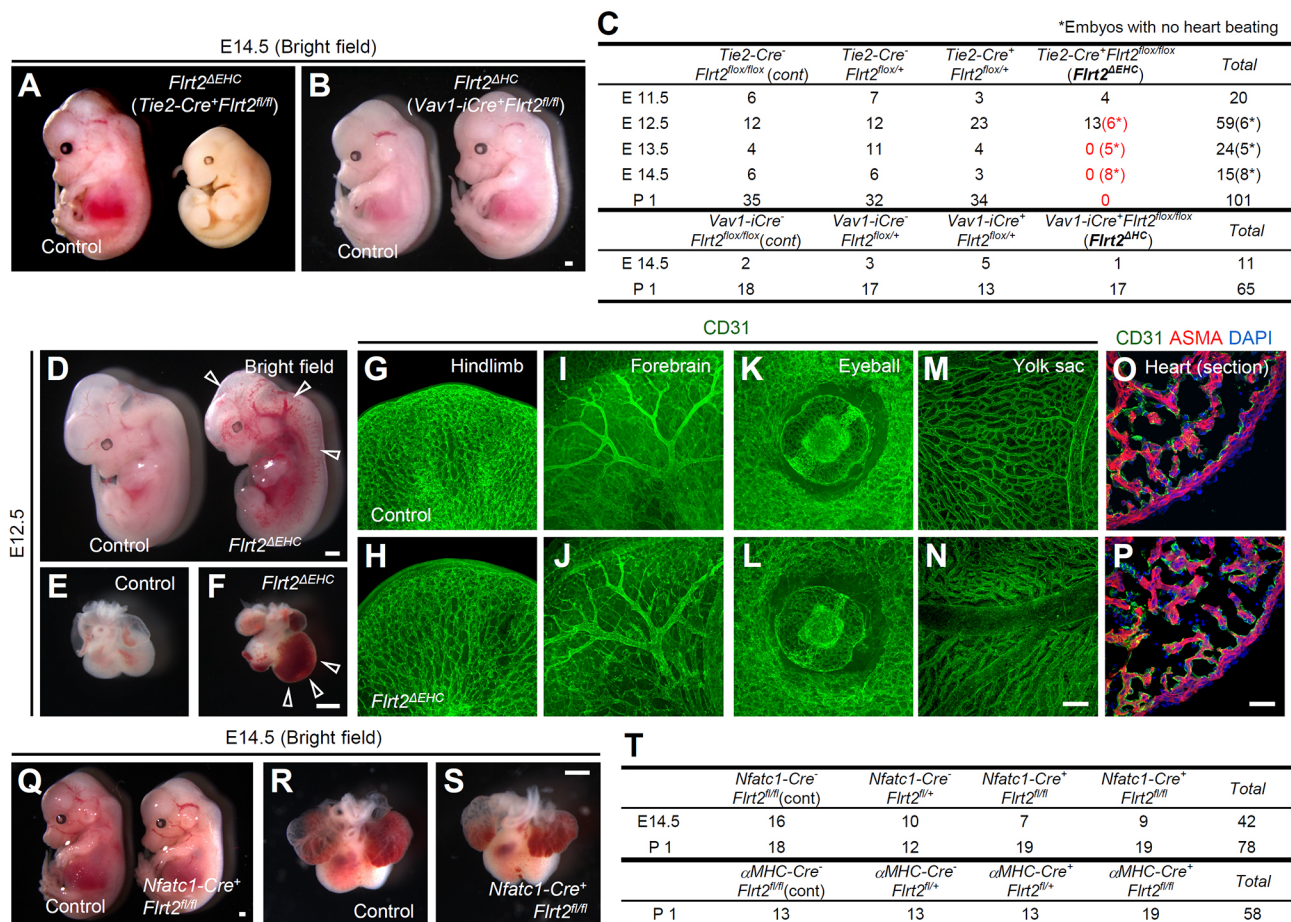 E14.5 (Bright field)
A
Flrt2ΔEHC
(Tie2-Cre+Flrt2fl/fl)
Control
B
Flrt2ΔHC
(Vav1-iCre+Flrt2fl/fl)
Control
C
*Embyos with no heart beating
Tie2-Cre- Tie2-Cre- Tie2-Cre+ Tie2-Cre+Flrt2flox/flox Total
Flrt2flox/flox (cont) Flrt2flox/+ Flrt2flox/+ (Flrt2ΔEHC)
E 11.5 6 7 3 4 20
E 12.5 12 12 23 13(6*) 59(6*)
E 13.5 4 11 4 0 (5*) 24(5*)
E 14.5 6 6 3 0 (8*) 15(8*)
P 1 35 32 34 0 101
Vav1-iCre- Vav1-iCre- Vav1-iCre+ Vav1-iCre+Flrt2flox/flox Total
Flrt2flox/flox(cont) Flrt2flox/+ Flrt2flox/+ (Flrt2ΔHC)
E 14.5 2 3 5 1 11
P 1 18 17 13 17 65
E12.5
D
Bright field
Control
Flrt2ΔEHC
E
Control
F
Flrt2ΔEHC
CD31
G
Hindlimb
Control
I
Forebrain
K
Eyeball
M
Yolk sac
CD31 ASMA DAPI
O
Heart (section)
H
Flrt2ΔEHC
J
L
N
P
E14.5 (Bright field)
Q
Control
Nfatc1-Cre+
Flrt2fl/fl
R
Control
S
Nfatc1-Cre+
Flrt2fl/fl
T
Nfatc1-Cre- Nfatc1-Cre- Nfatc1-Cre+ Nfatc1-Cre+ Total
Flrt2fl/fl(cont) Flrt2fl/+ Flrt2fl/fl Flrt2fl/fl
E14.5 16 10 7 9 42
P 1 18 12 19 19 78
αMHC-Cre- αMHC-Cre- αMHC-Cre+ αMHC-Cre+ Total
Flrt2fl/fl(cont) Flrt2fl/+ Flrt2fl/+ Flrt2fl/fl
P 1 13 13 13 19 58